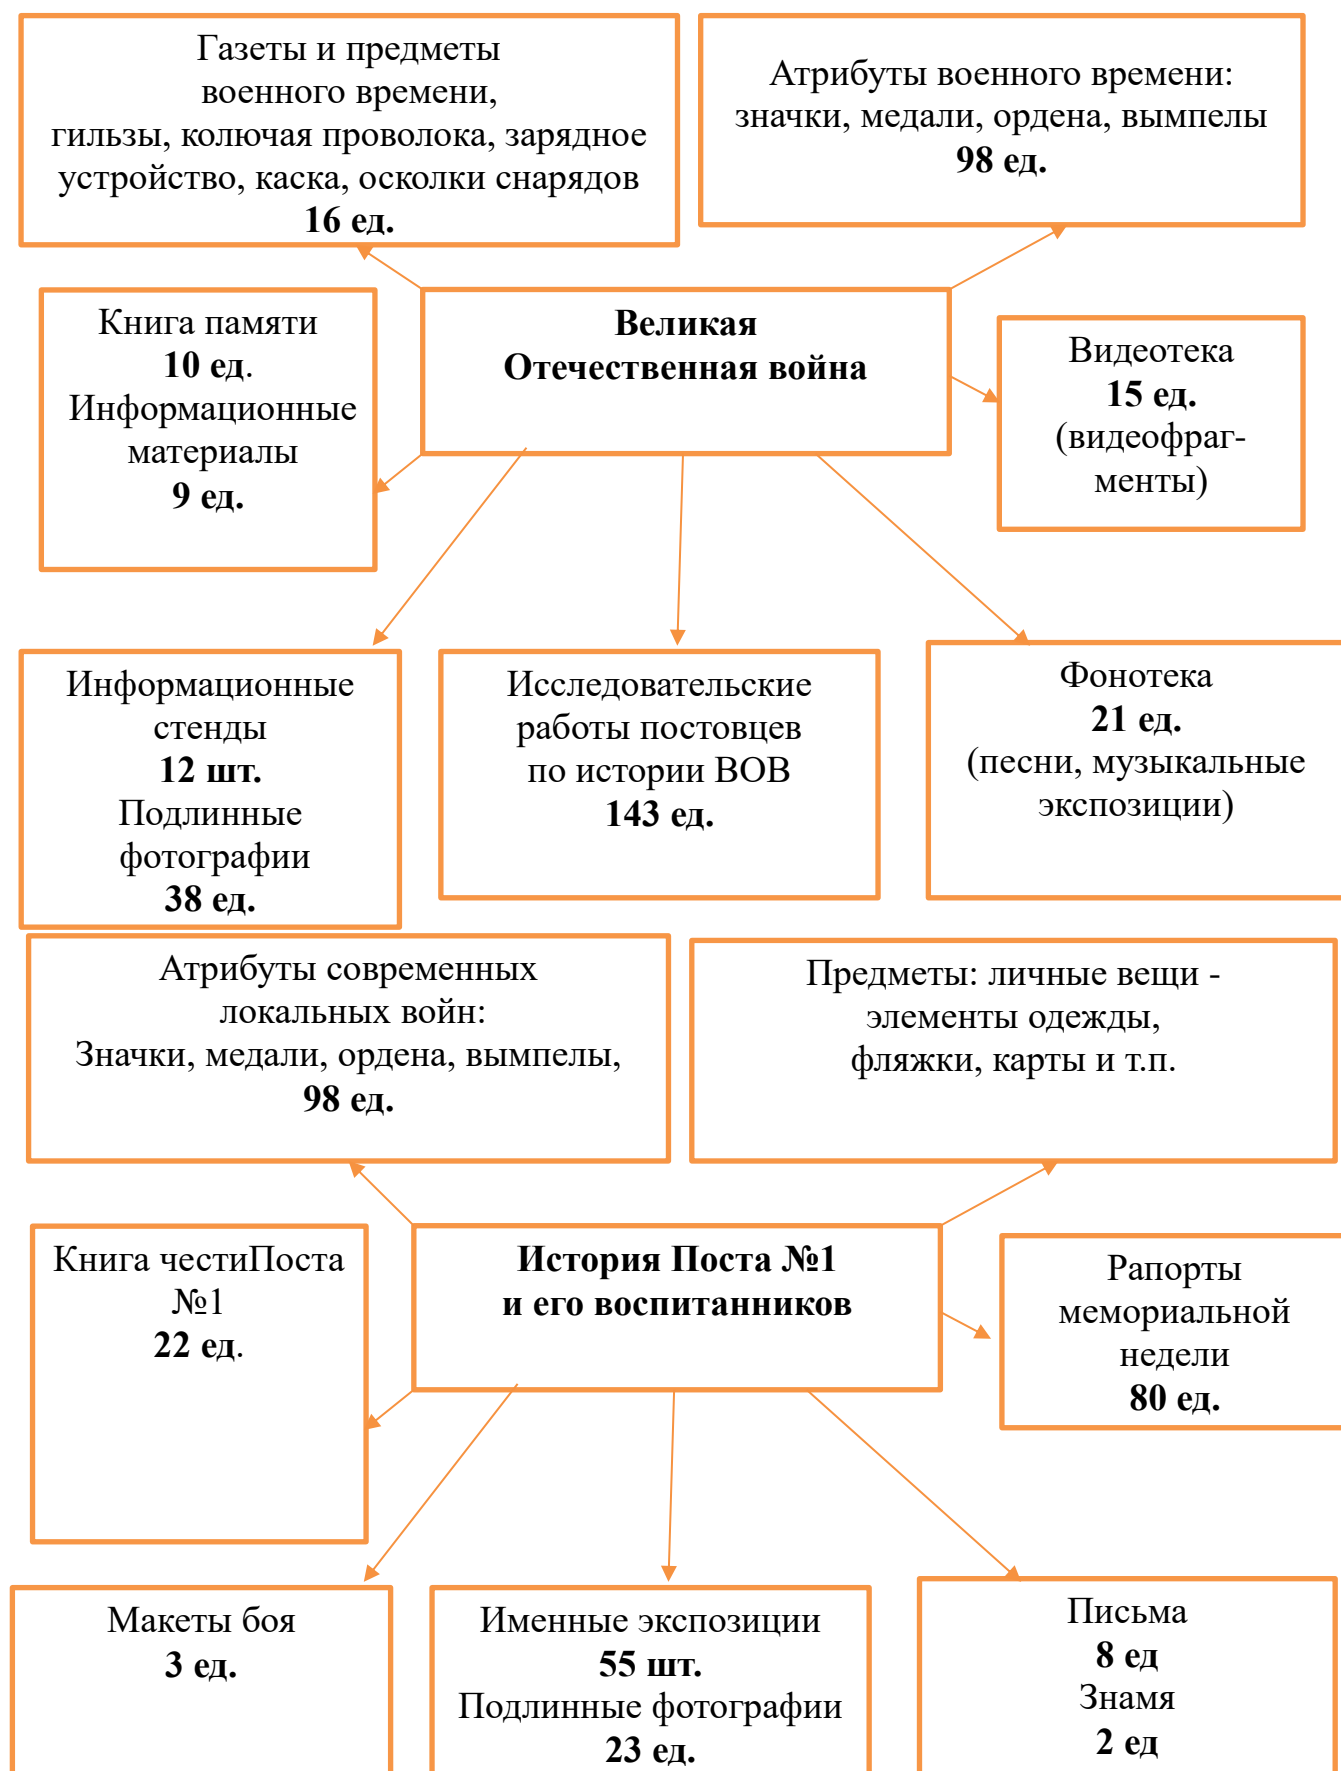 Газеты и предметы
военного времени,
гильзы, колючая проволока, зарядное
устройство, каска, осколки снарядов
16 ед.
Атрибуты военного времени:
значки, медали, ордена, вымпелы
98 ед.
Книга памяти
10 ед.
Информационные
материалы
9 ед.
Великая
Отечественная война
Видеотека
15 ед.
(видеофраг-
менты)
Информационные
стенды
12 шт.
Подлинные
фотографии
38 ед.
Исследовательские
работы постовцев
по истории ВОВ
143 ед.
Фонотека
21 ед.
(песни, музыкальные
экспозиции)
Атрибуты современных
локальных войн:
Значки, медали, ордена, вымпелы,
98 ед.
Предметы: личные вещи -
элементы одежды,
фляжки, карты и т.п.
Книга честиПоста
№1
22 ед.
История Поста №1
и его воспитанников
Рапорты
мемориальной
недели
80 ед.
Макеты боя
3 ед.
Именные экспозиции
55 шт.
Подлинные фотографии
23 ед.
Письма
8 ед
Знамя
2 ед